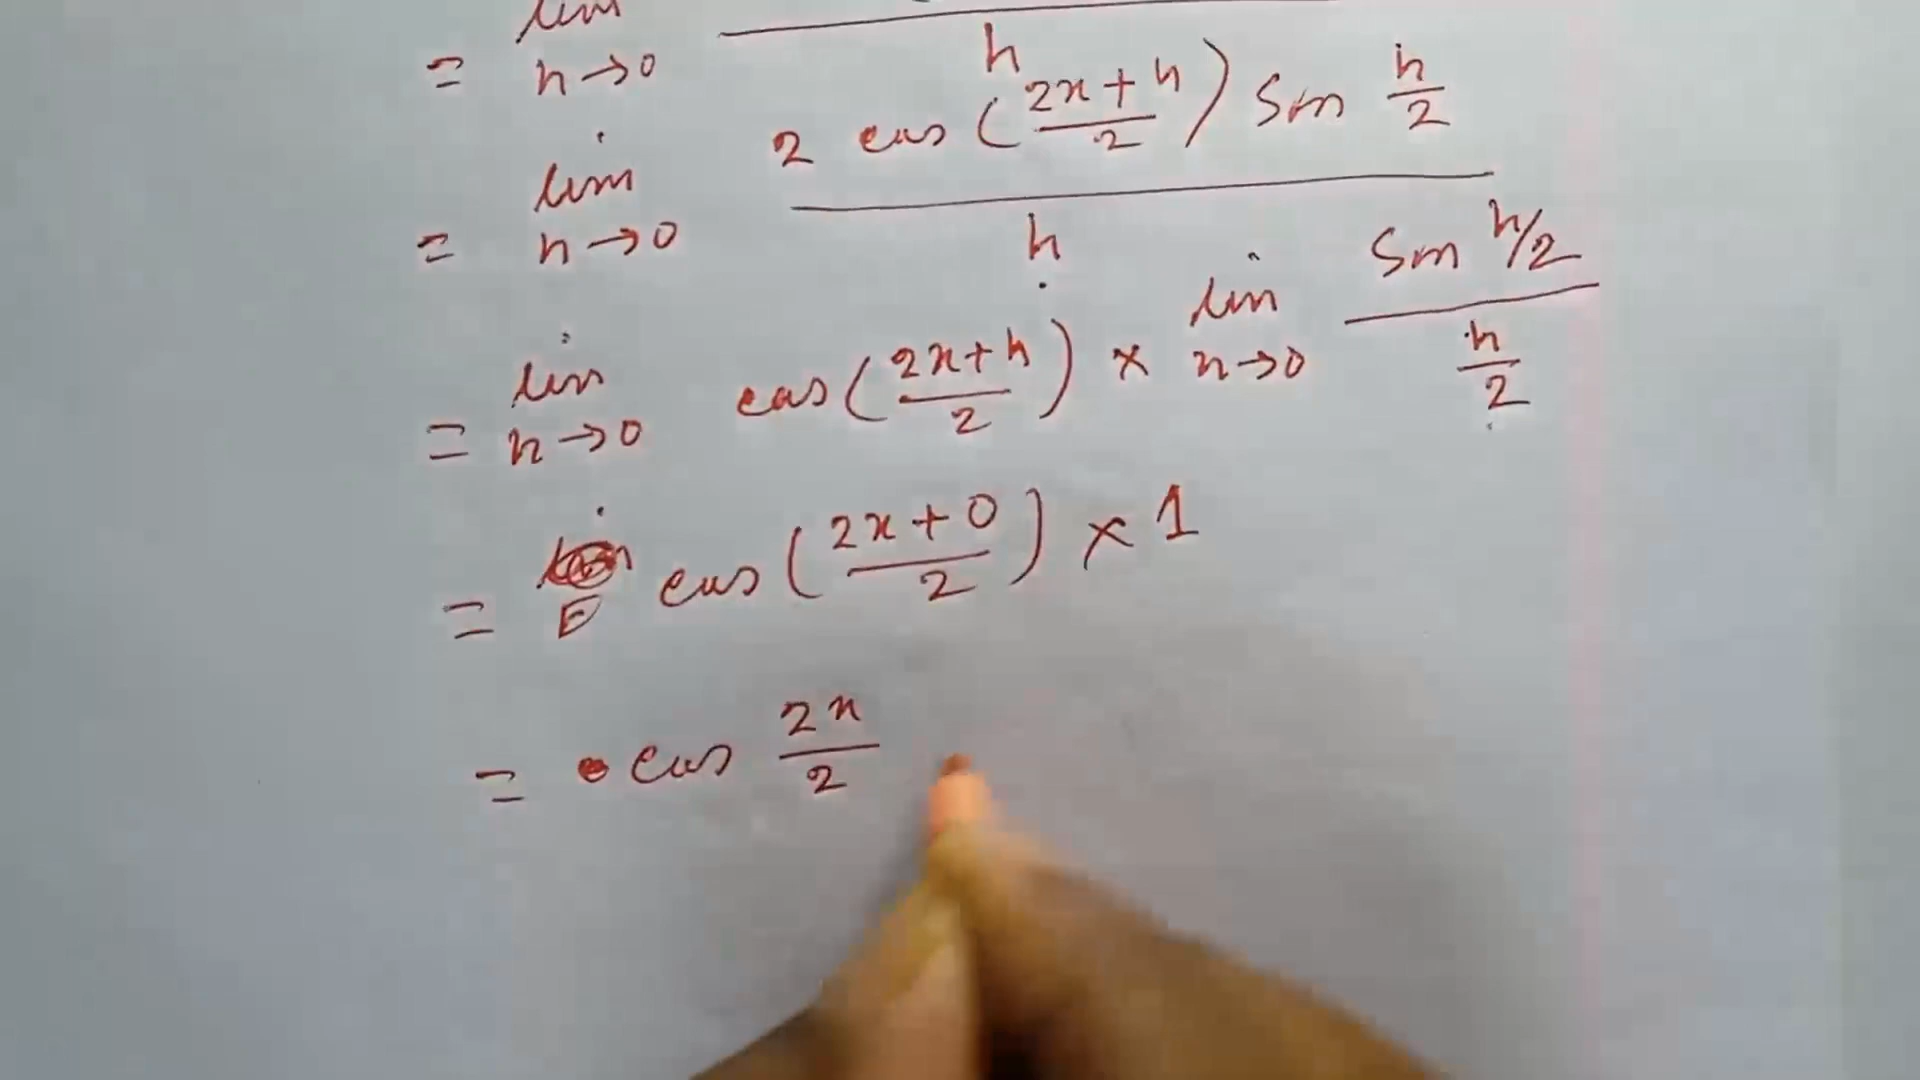 = lim h→0 h
= lim h→0 2 cos (2x+h/2) Sin h/2 / h
= lim h→0 cos (2x+h/2) × lim h→0 Sin h/2 / h/2
= cos (2x+0/2) × 1
= cos 2x/2